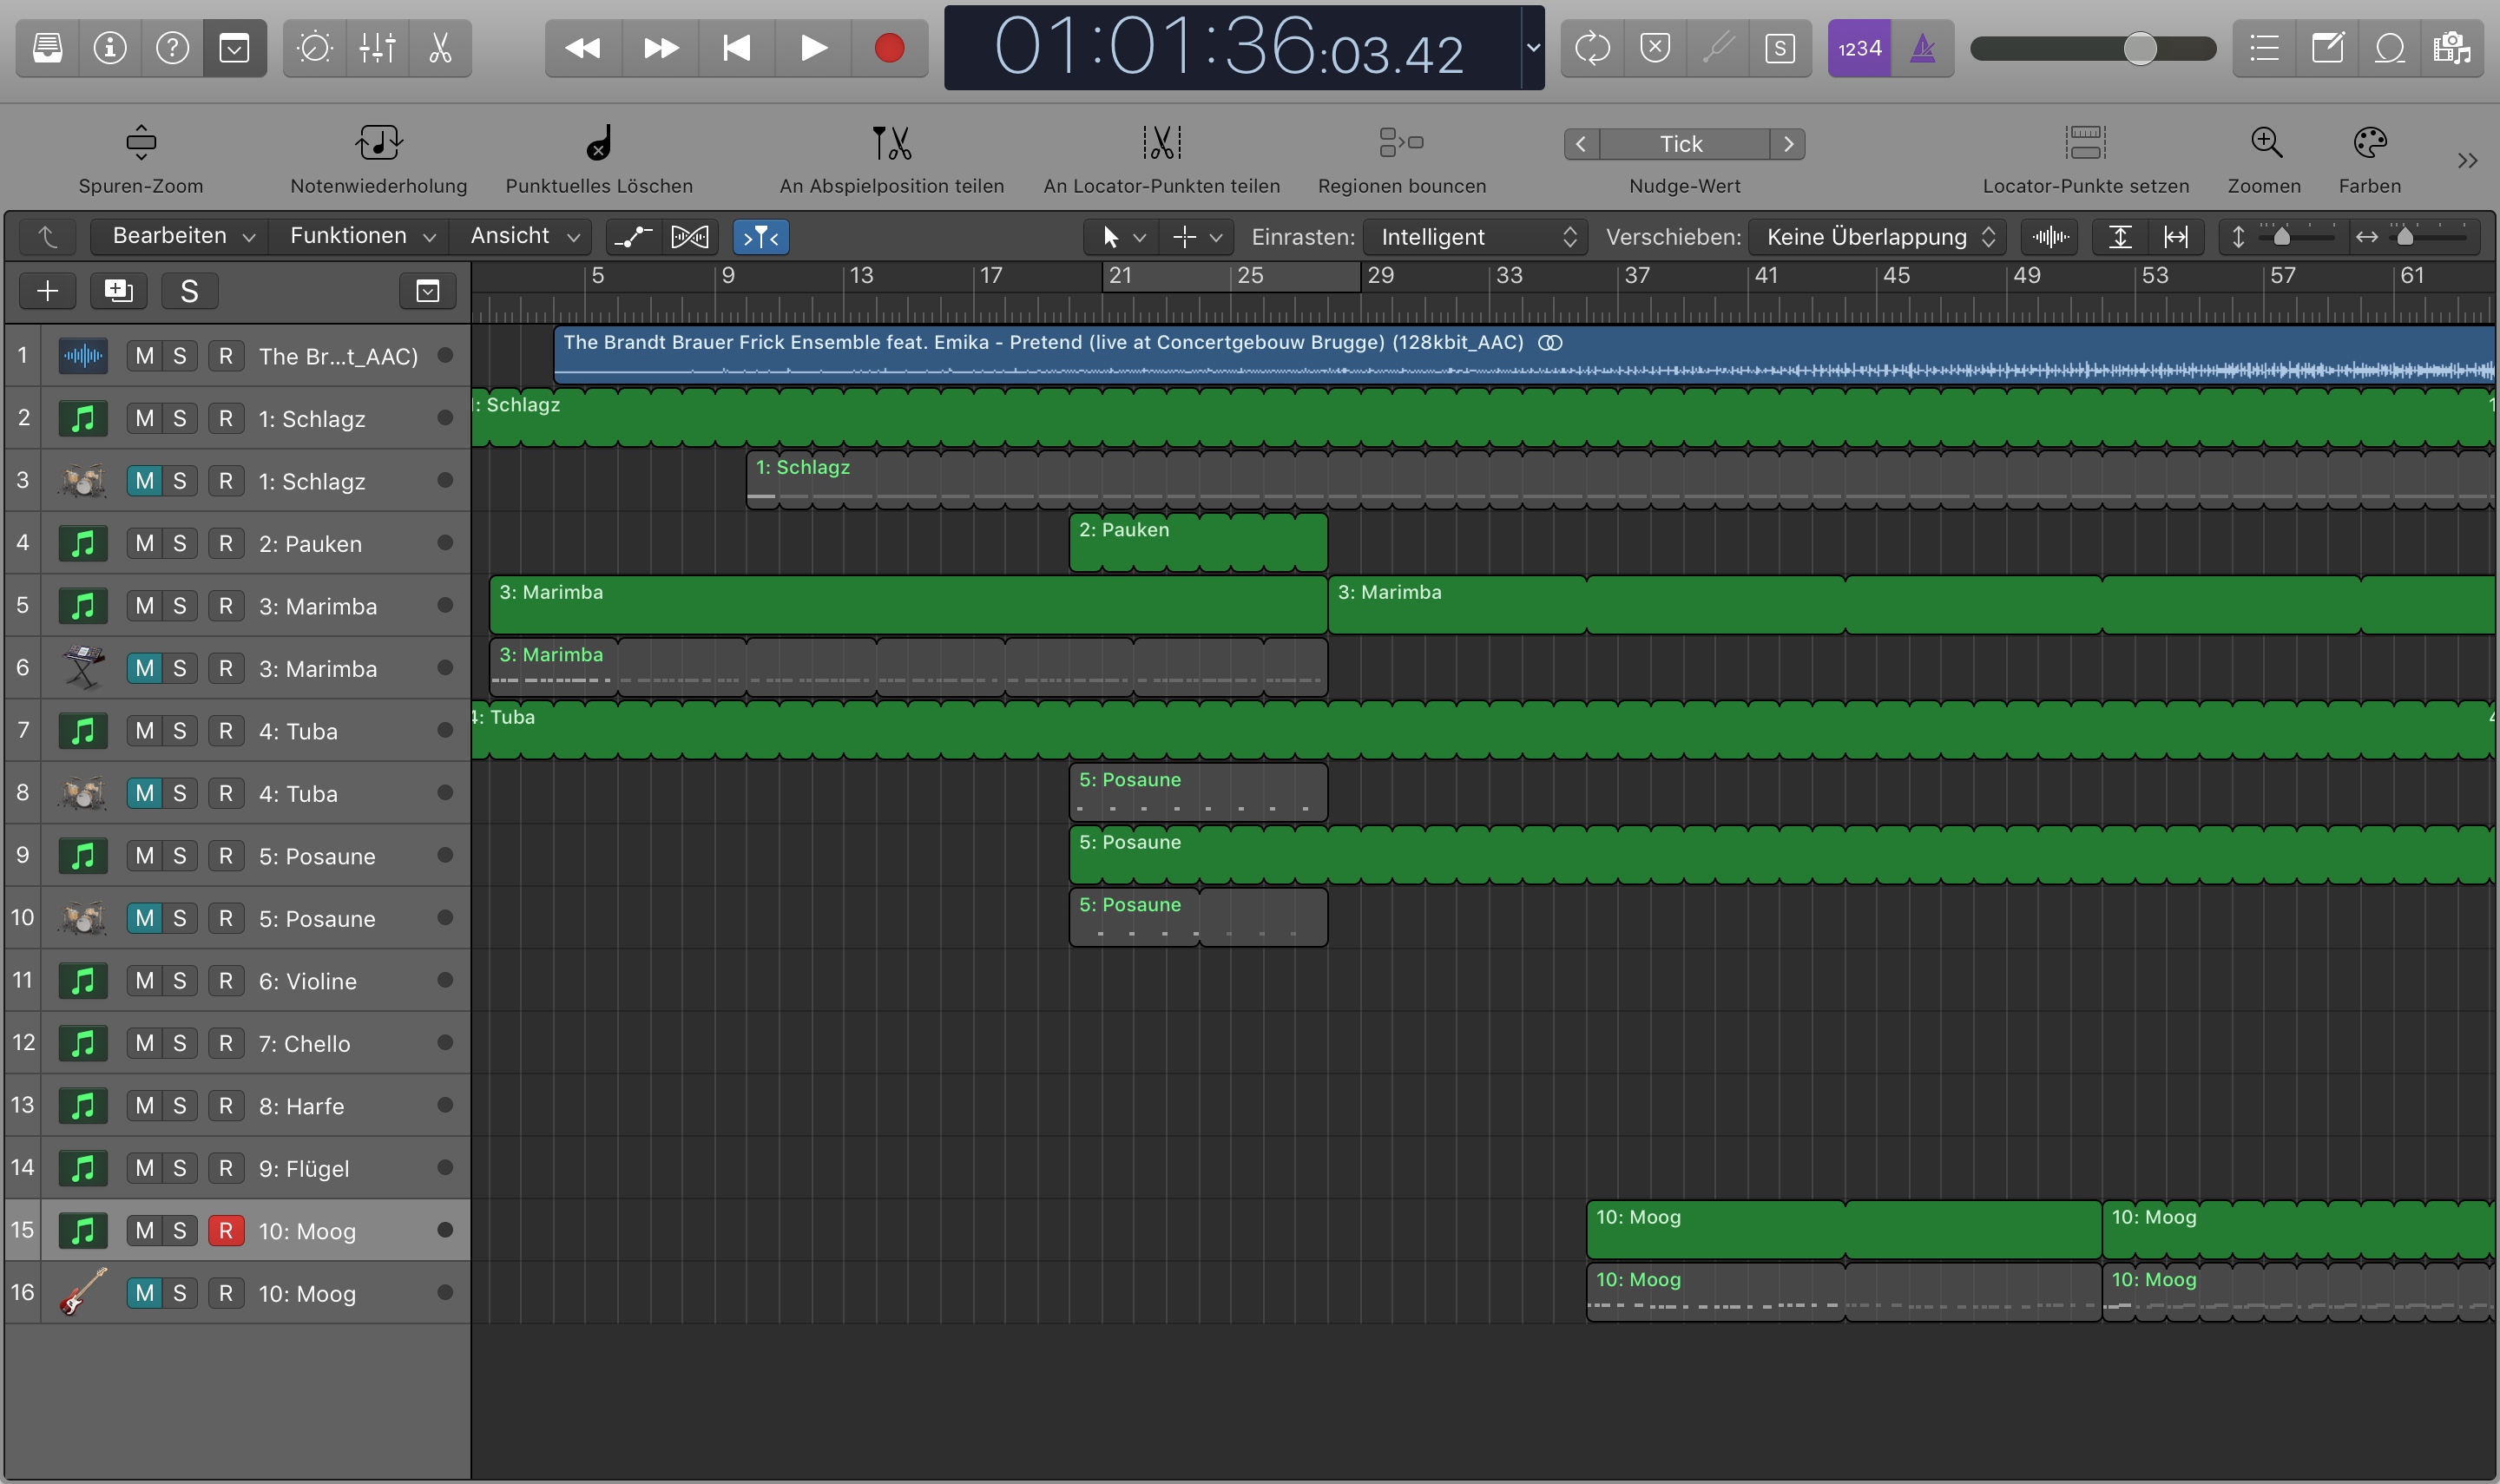 01:01:36:03.42
S
1234
Spuren-Zoom
Notenwiederholung
Punktuelles Löschen
An Abspielposition teilen
An Locator-Punkten teilen
Regionen bouncen
Tick
Nudge-Wert
Locator-Punkte setzen
Zoomen
Farben
Bearbeiten Funktionen Ansicht Einrasten: Intelligent Verschieben: Keine Überlappung
S
5 9 13 17 21 25 29 33 37 41 45 49 53 57 61
1 M S R The Br...t_AAC)
The Brandt Brauer Frick Ensemble feat. Emika - Pretend (live at Concertgebouw Brugge) (128kbit_AAC)
2 M S R 1: Schlagz
: Schlagz
3 M S R 1: Schlagz
1: Schlagz
4 M S R 2: Pauken
2: Pauken
5 M S R 3: Marimba
3: Marimba 3: Marimba
6 M S R 3: Marimba
3: Marimba
7 M S R 4: Tuba
4: Tuba
8 M S R 4: Tuba
5: Posaune
9 M S R 5: Posaune
5: Posaune
10 M S R 5: Posaune
5: Posaune
11 M S R 6: Violine
12 M S R 7: Chello
13 M S R 8: Harfe
14 M S R 9: Flügel
15 M S R 10: Moog
10: Moog 10: Moog
16 M S R 10: Moog
10: Moog 10: Moog